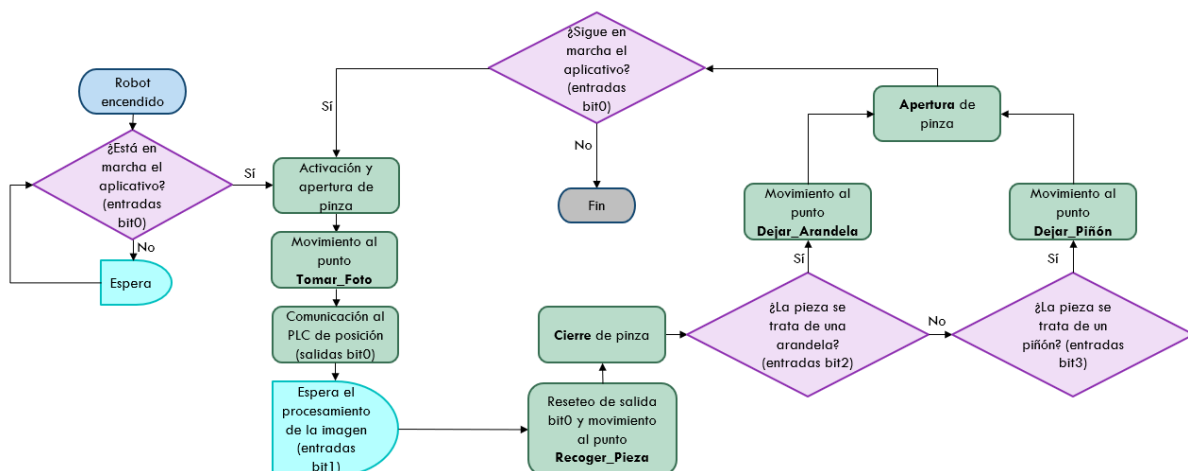 Robot
encendido
¿Está en
marcha el
aplicativo?
(entradas
bit0)
Sí
No
Espera
Activación y
apertura de
pinza
Movimiento al
punto
Tomar_Foto
Comunicación al
PLC de posición
(salidas bit0)
Espera el
procesamiento
de la imagen
(entradas
bit1)
Reseteo de salida
bit0 y movimiento
al punto
Recoger_Pieza
Cierre de pinza
¿La pieza se
trata de una
arandela?
(entradas bit2)
Sí
No
Movimiento al
punto
Dejar_Arandela
¿La pieza se
trata de un
piñón? (entradas
bit3)
Sí
Movimiento al
punto
Dejar_Piñón
Apertura de
pinza
¿Sigue en
marcha el
aplicativo?
(entradas
bit0)
Sí
No
Fin